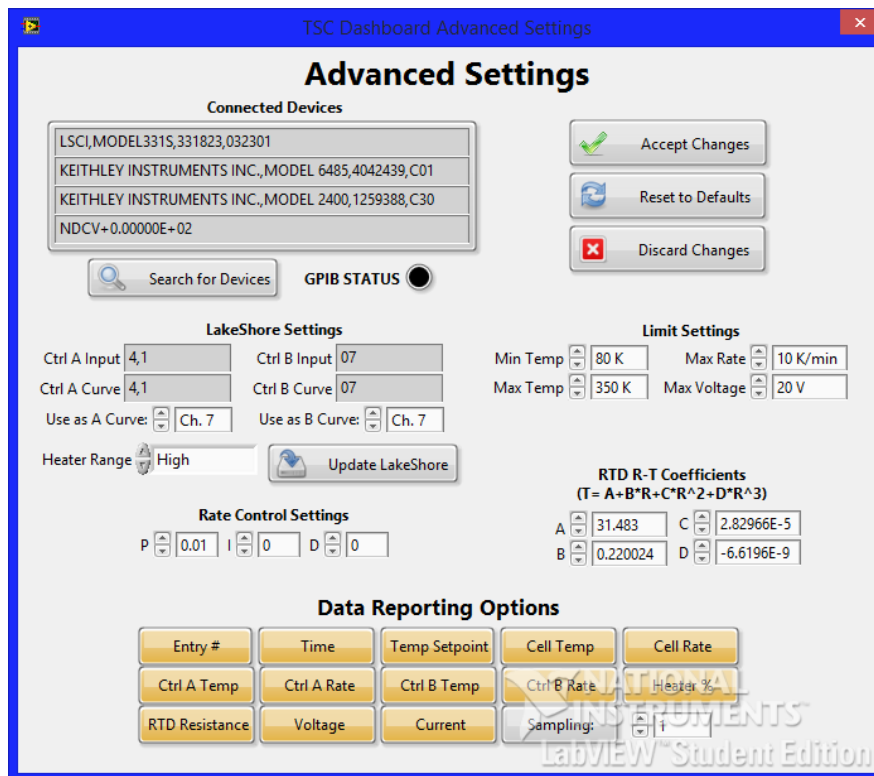 TSC Dashboard Advanced Settings
Advanced Settings
Connected Devices
LSCI,MODEL331S,331823,032301
KEITHLEY INSTRUMENTS INC.,MODEL 6485,4042439,C01
KEITHLEY INSTRUMENTS INC.,MODEL 2400,1259388,C30
NDCV+0.00000E+02
Search for Devices GPIB STATUS
Accept Changes
Reset to Defaults
Discard Changes
LakeShore Settings
Ctrl A Input 4,1 Ctrl B Input 07
Ctrl A Curve 4,1 Ctrl B Curve 07
Use as A Curve: Ch. 7 Use as B Curve: Ch. 7
Heater Range High Update LakeShore
Limit Settings
Min Temp 80 K Max Rate 10 K/min
Max Temp 350 K Max Voltage 20 V
Rate Control Settings
P 0.01 I 0 D 0
RTD R-T Coefficients
(T= A+B*R+C*R^2+D*R^3)
A 31.483 C 2.82966E-5
B 0.220024 D -6.6196E-9
Data Reporting Options
Entry # Time Temp Setpoint Cell Temp Cell Rate
Ctrl A Temp Ctrl A Rate Ctrl B Temp Ctrl B Rate Heater %
RTD Resistance Voltage Current Sampling: 1
NATIONAL
INSTRUMENTS™
LabVIEW™ Student Edition